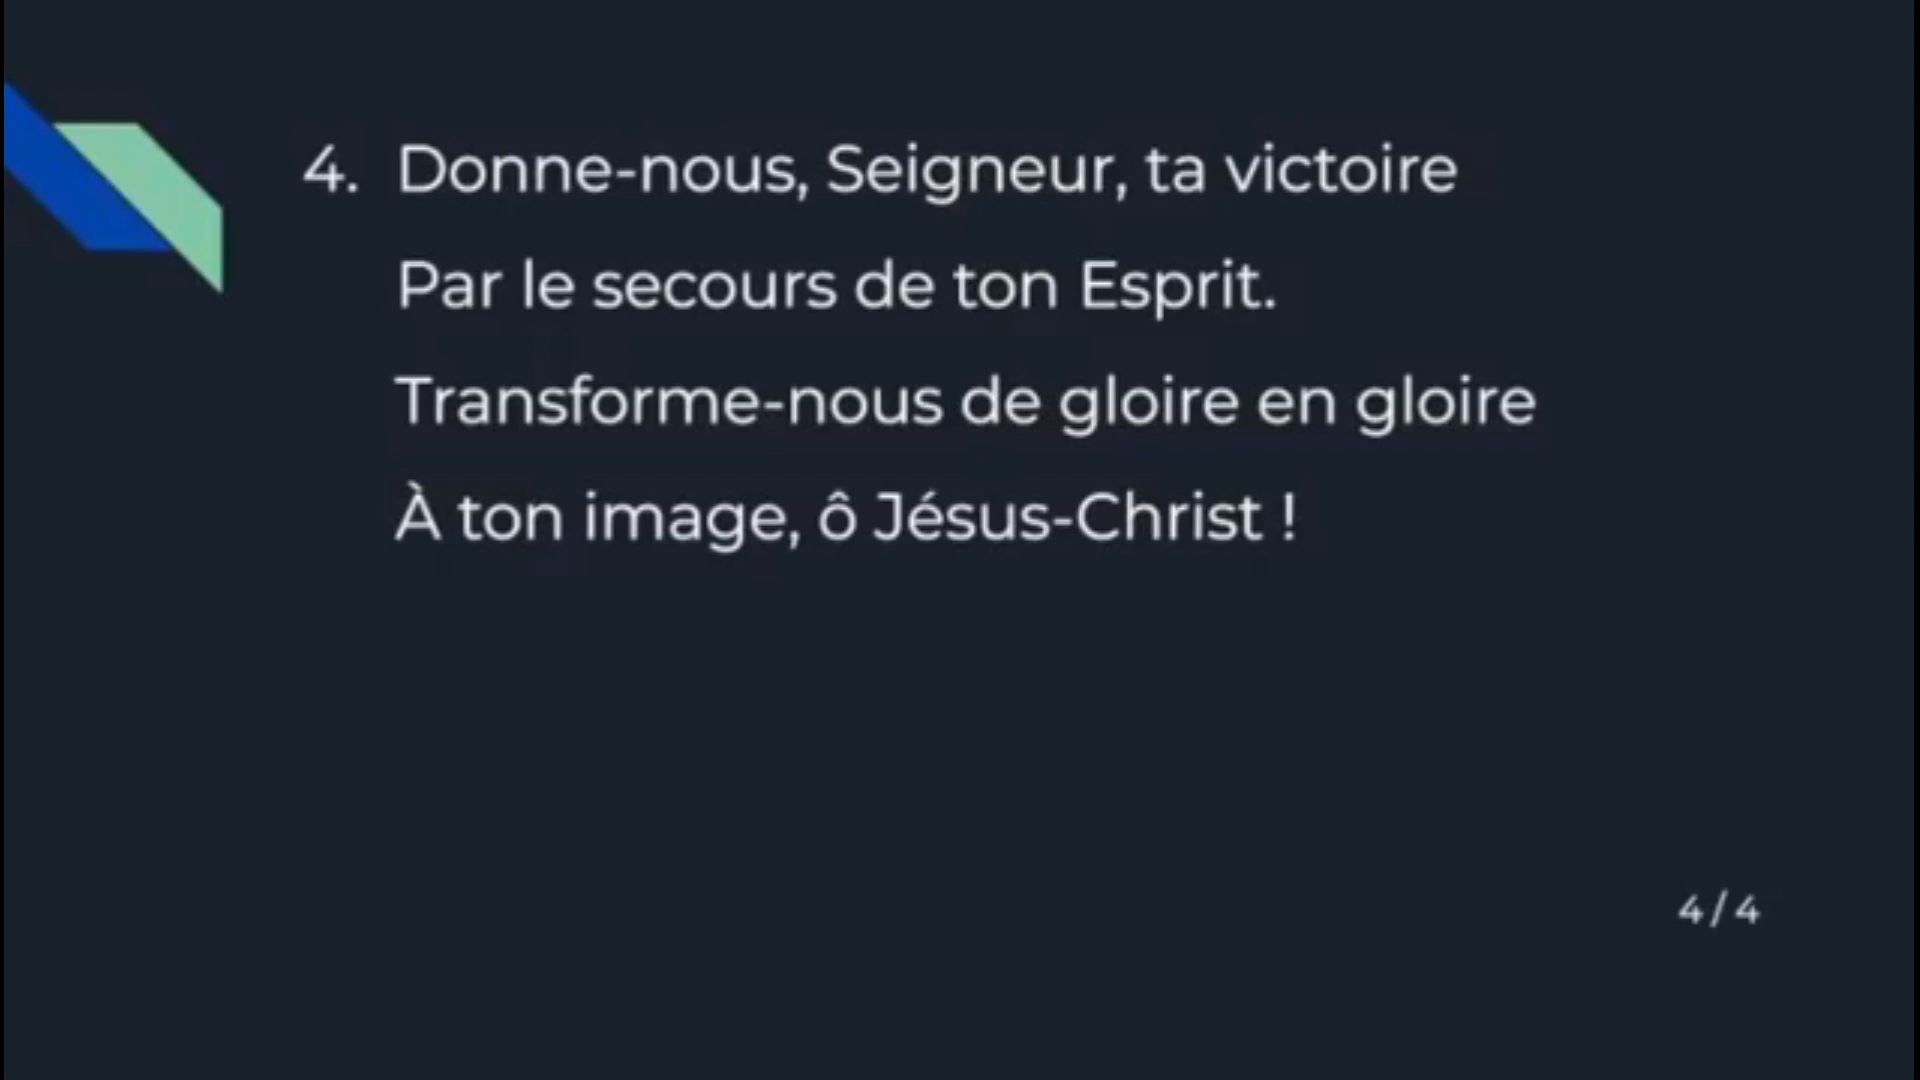 4. Donne-nous, Seigneur, ta victoire
Par le secours de ton Esprit.
Transforme-nous de gloire en gloire
À ton image, ô Jésus-Christ !
4 / 4